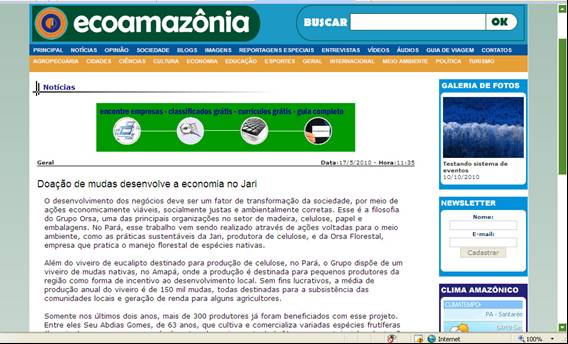 ecoamazônia
BUSCAR OK
PRINCIPAL NOTÍCIAS OPINIÃO SOCIEDADE BLOGS IMAGENS REPORTAGENS ESPECIAIS ENTREVISTAS VÍDEOS ÁUDIOS GUIA DE VIAGEM CONTATOS
AGROPECUÁRIA CIDADES CIÊNCIAS CULTURA ECONOMIA EDUCAÇÃO ESPORTES GERAL INTERNACIONAL MEIO AMBIENTE POLÍTICA TURISMO
Notícias
encontre empresas - classificados grátis - currículos grátis - guia completo
Geral Data:17/5/2010 - Hora:11:35
Doação de mudas desenvolve a economia no Jari
O desenvolvimento dos negócios deve ser um fator de transformação da sociedade, por meio de
ações economicamente viáveis, socialmente justas e ambientalmente corretas. Esse é a filosofia
do Grupo Orsa, uma das principais organizações no setor de madeira, celulose, papel e
embalagens. No Pará, esse trabalho vem sendo realizado através de ações voltadas para o meio
ambiente, como as práticas sustentáveis da Jari, produtora de celulose, e da Orsa Florestal,
empresa que pratica o manejo florestal de espécies nativas.
Além do viveiro de eucalipto destinado para produção de celulose, no Pará, o Grupo dispõe de um
viveiro de mudas nativas, no Amapá, onde a produção é destinada para pequenos produtores da
região como forma de incentivo ao desenvolvimento local. Sem fins lucrativos, a média de
produção anual do viveiro é de 150 mil mudas, todas destinadas para a subsistência das
comunidades locais e geração de renda para alguns agricultores.
Somente nos últimos dois anos, mais de 300 produtores já foram beneficiados com esse projeto.
Entre eles Seu Abdias Gomes, de 63 anos, que cultiva e comercializa variadas espécies frutíferas
GALERIA DE FOTOS
Testando sistema de
eventos
10/10/2010
NEWSLETTER
Nome:
E-mail:
Cadastrar
CLIMA AMAZÔNICO
CLIMATEMPO
PA - Santarém
Internet 100%